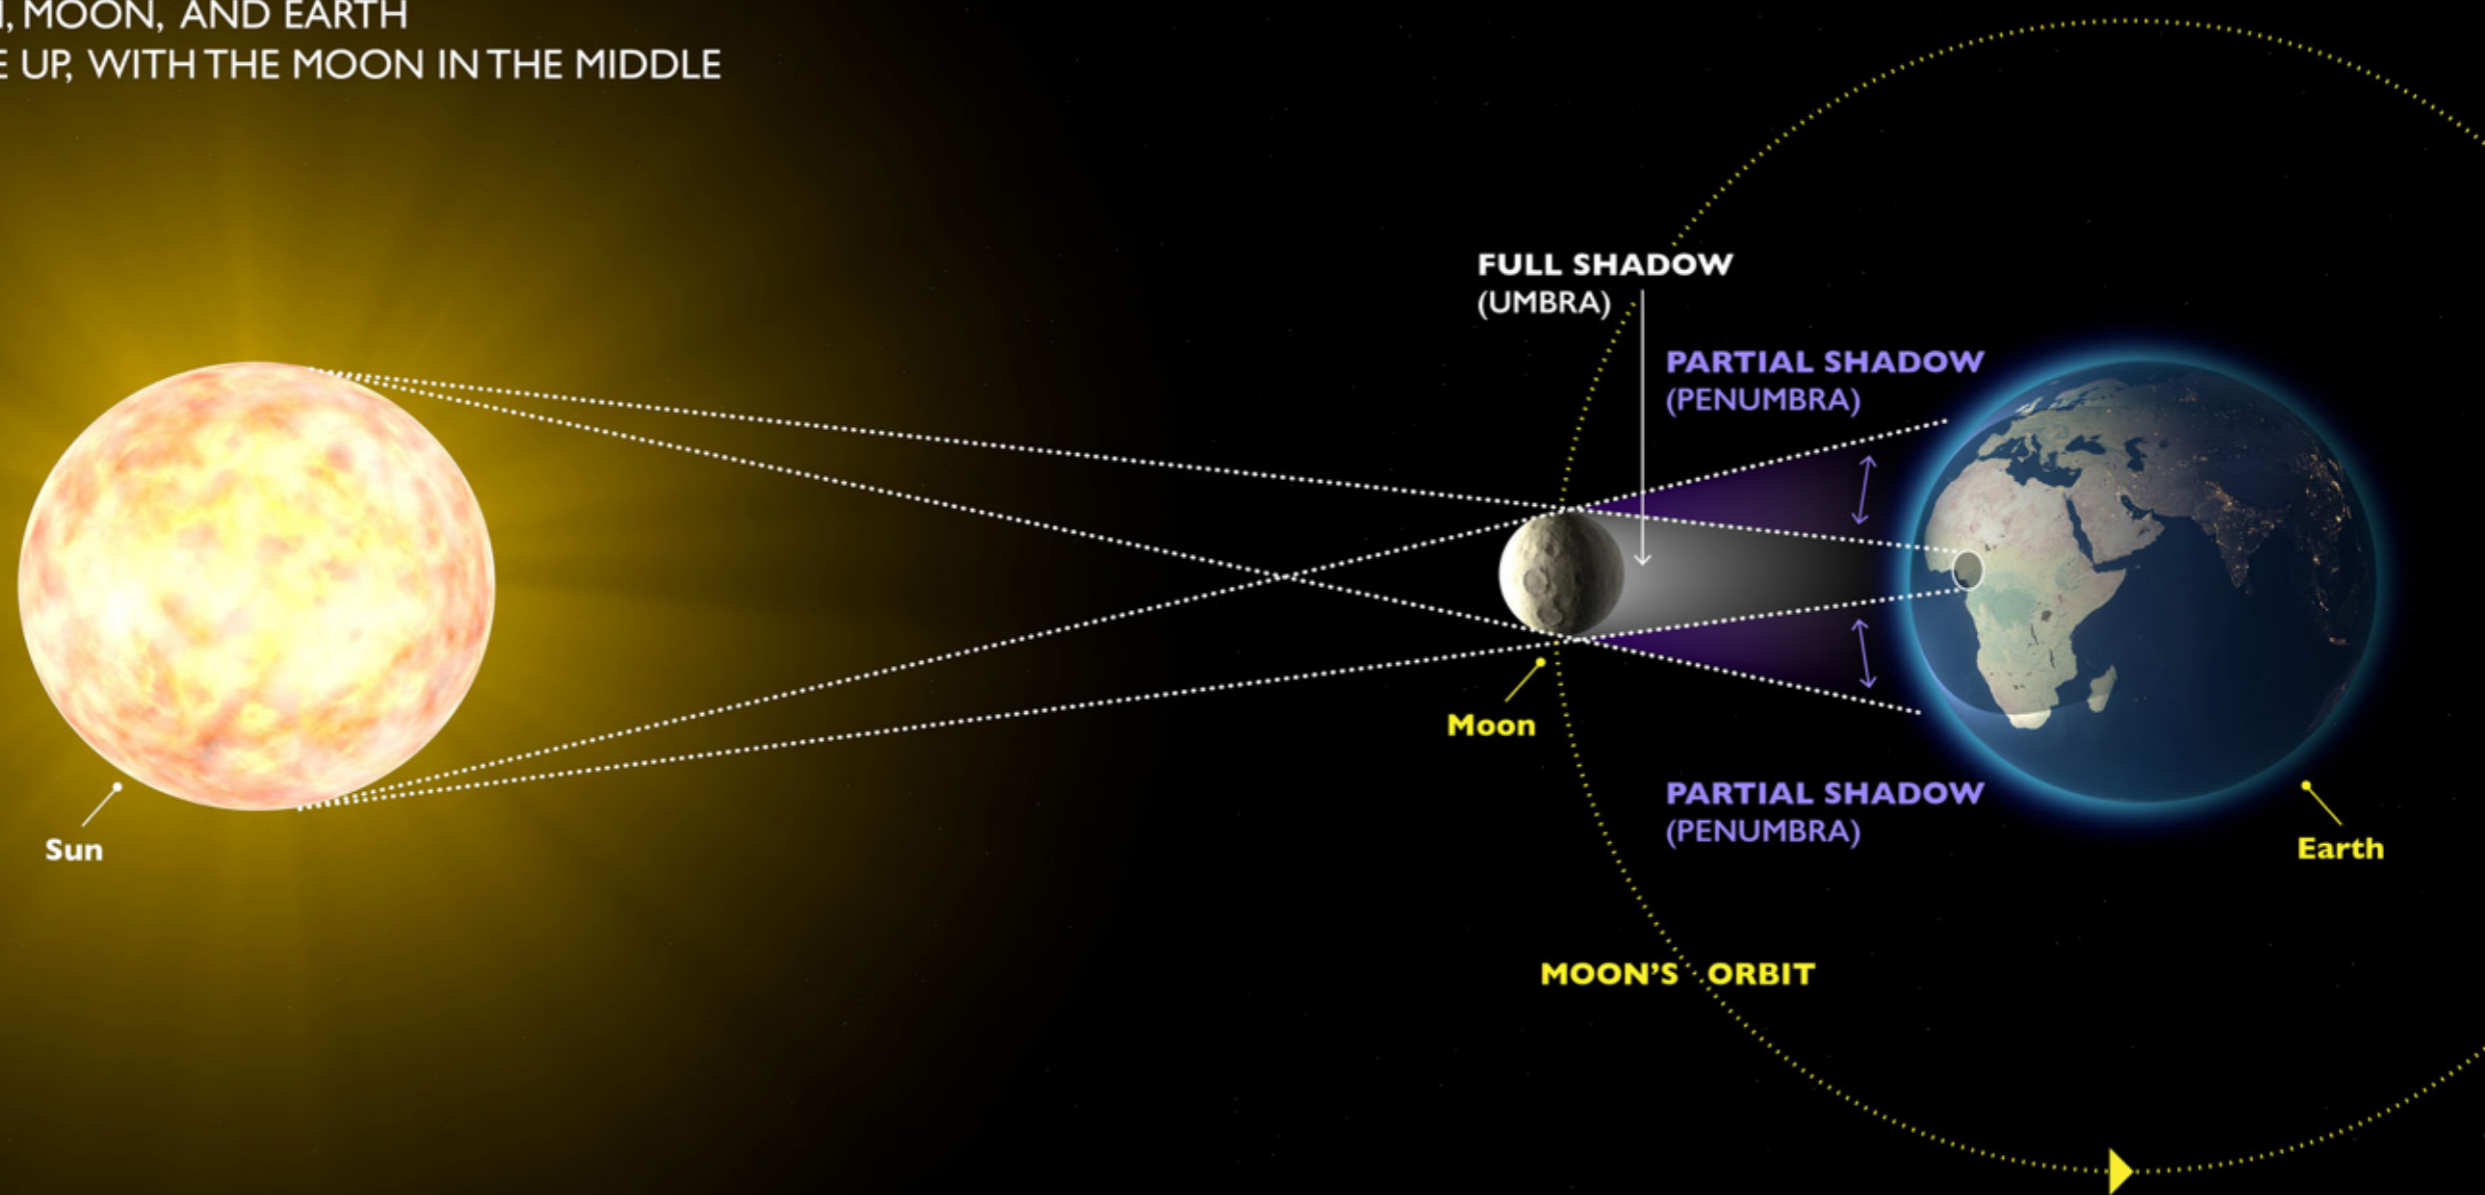 , MOON, AND EARTH
E UP, WITH THE MOON IN THE MIDDLE
FULL SHADOW
(UMBRA)
PARTIAL SHADOW
(PENUMBRA)
Moon
Sun
PARTIAL SHADOW
(PENUMBRA)
Earth
MOON'S ORBIT